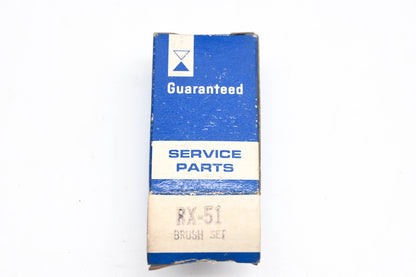 Guaranteed
SERVICE
PARTS
RX-51
BRUSH SET